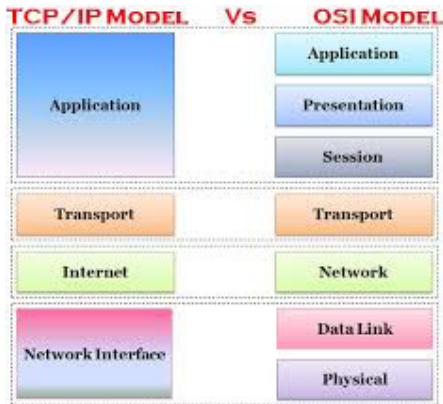 TCP/IP MODEL Vs OSI MODEL
Application
Application
Presentation
Session
Transport
Transport
Internet
Network
Network Interface
Data Link
Physical